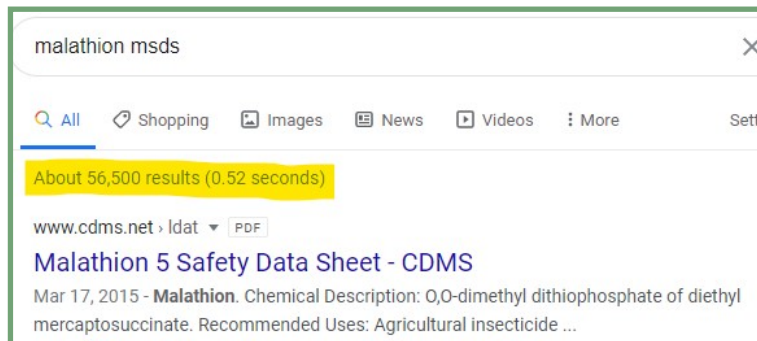 malathion msds
All Shopping Images News Videos More Sett
About 56,500 results (0.52 seconds)
www.cdms.net › ldat PDF
Malathion 5 Safety Data Sheet - CDMS
Mar 17, 2015 - Malathion. Chemical Description: O,O-dimethyl dithiophosphate of diethyl
mercaptosuccinate. Recommended Uses: Agricultural insecticide ...